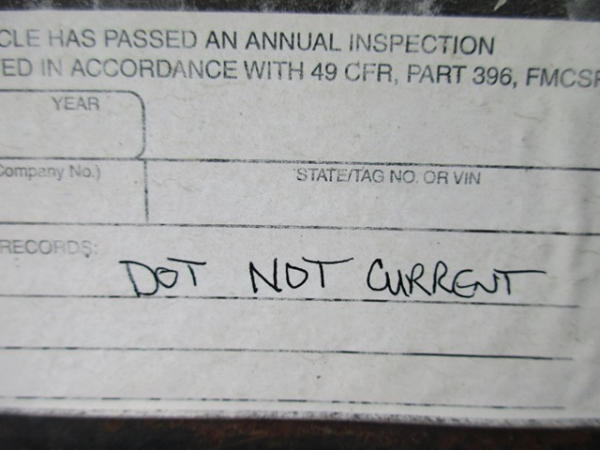 CLE HAS PASSED AN ANNUAL INSPECTION
ED IN ACCORDANCE WITH 49 CFR, PART 396, FMCSR
YEAR
Company No.)
STATE/TAG NO. OR VIN
RECORDS:
DOT NOT CURRENT